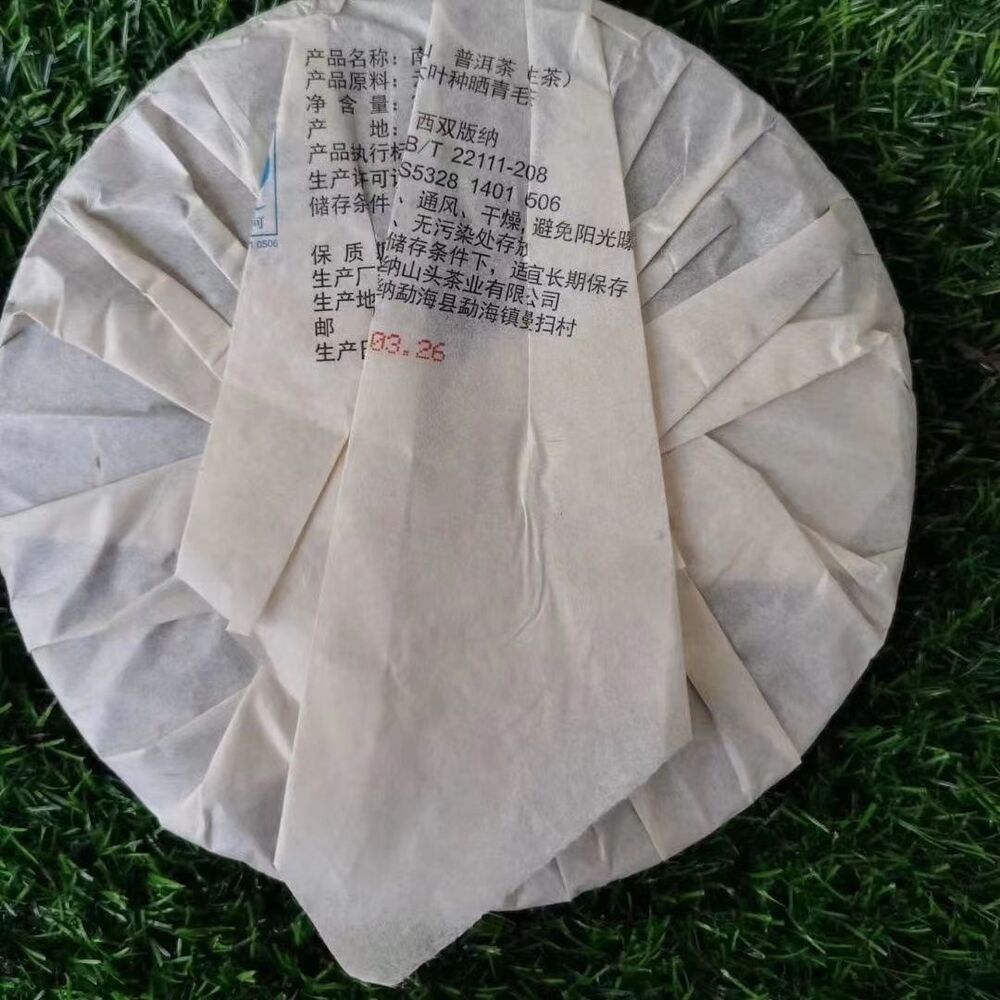 产品名称：南 普洱茶 生茶）
产品原料： 叶种晒青毛
净 含 量：
产 地： 西双版纳
产品执行标 B/T 22111-208
生产许可证 S5328 1401 0506
储存条件 、通风、干燥，避免阳光曝
、无污染处存放
保 质 期 储存条件下，适宜长期保存
生产厂 纳山头茶业有限公司
生产地 纳勐海县勐海镇曼扫村
邮
生产日 03.26
可
0506